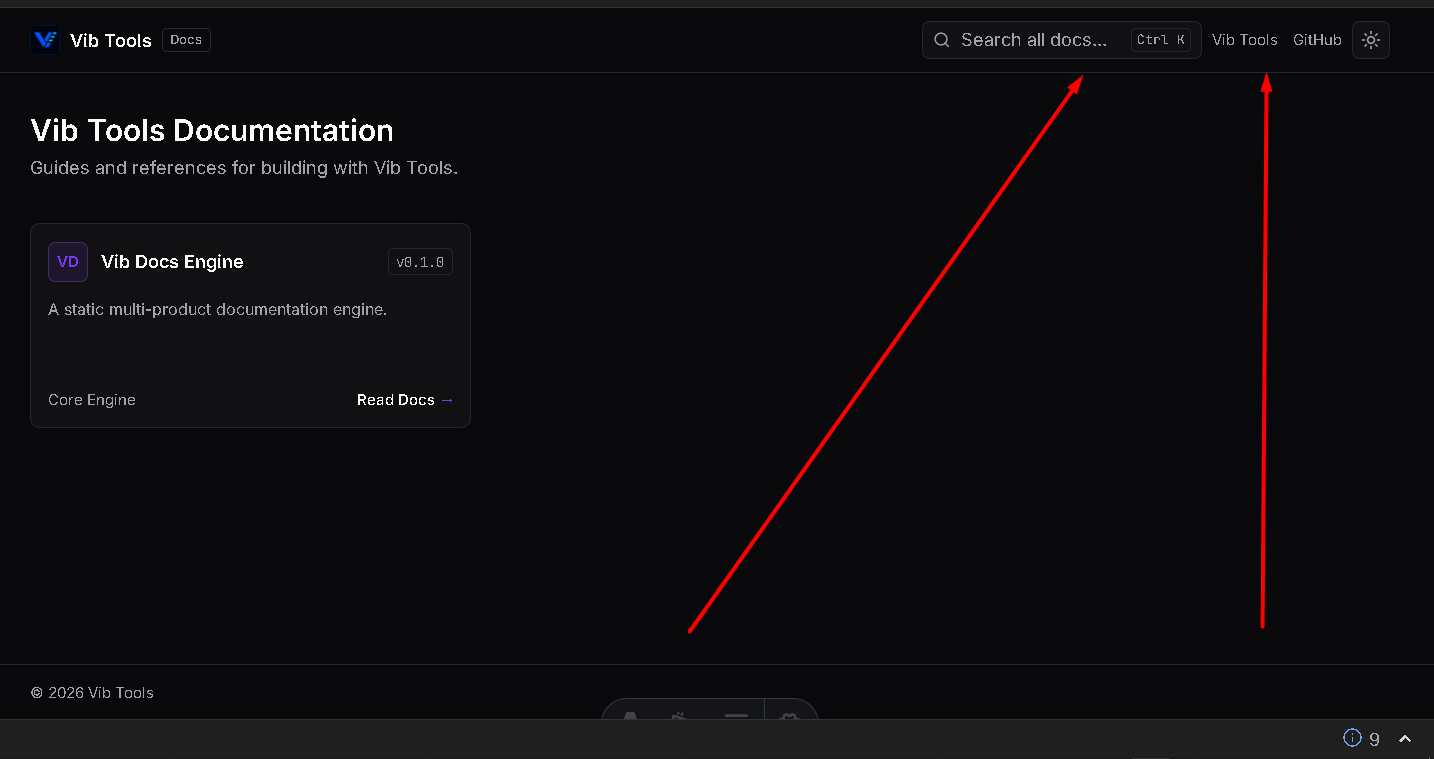 Vib Tools Docs Search all docs... Ctrl K Vib Tools GitHub
Vib Tools Documentation
Guides and references for building with Vib Tools.
VD Vib Docs Engine v0.1.0
A static multi-product documentation engine.
Core Engine Read Docs →
© 2026 Vib Tools
9